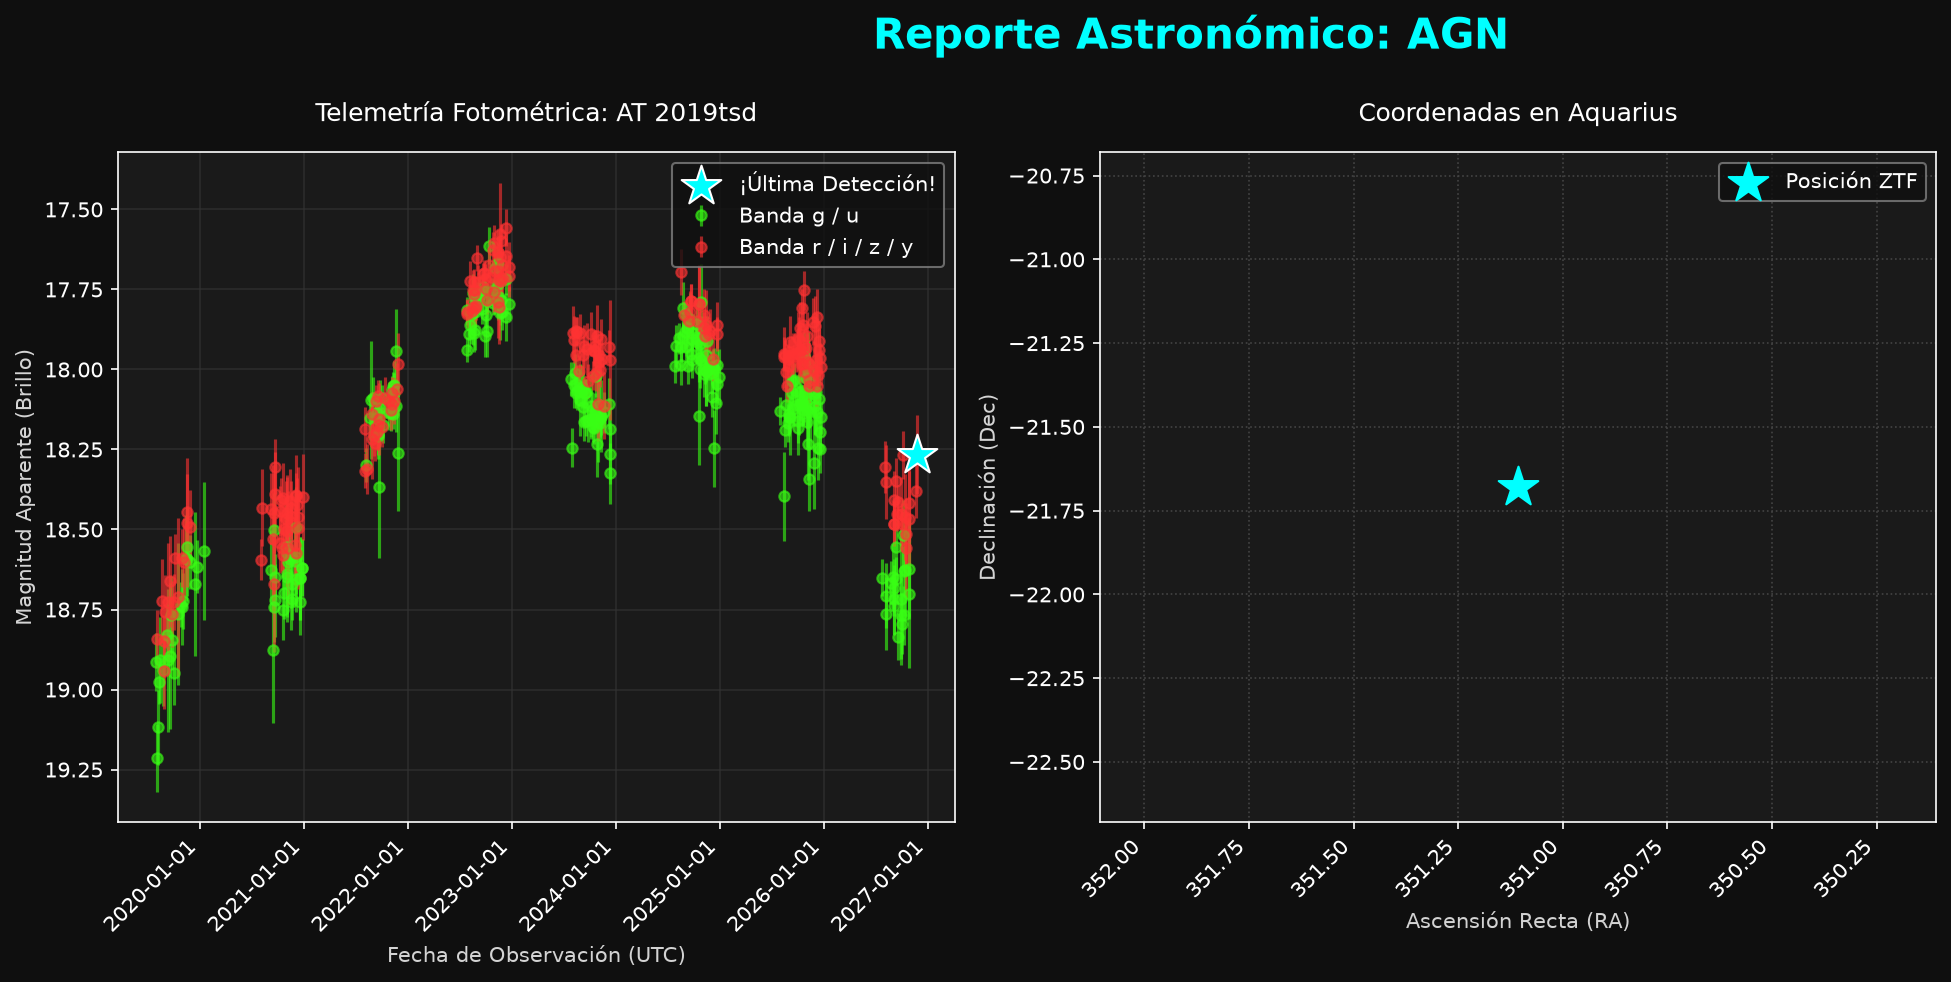 Reporte Astronómico: AGN
Telemetría Fotométrica: AT 2019tsd
¡Última Detección!
Banda g / u
Banda r / i / z / y
Magnitud Aparente (Brillo)
17.50
17.75
18.00
18.25
18.50
18.75
19.00
19.25
2020-01-01
2021-01-01
2022-01-01
2023-01-01
2024-01-01
2025-01-01
2026-01-01
2027-01-01
Fecha de Observación (UTC)
Coordenadas en Aquarius
Posición ZTF
Declinación (Dec)
−20.75
−21.00
−21.25
−21.50
−21.75
−22.00
−22.25
−22.50
352.00
351.75
351.50
351.25
351.00
350.75
350.50
350.25
Ascensión Recta (RA)